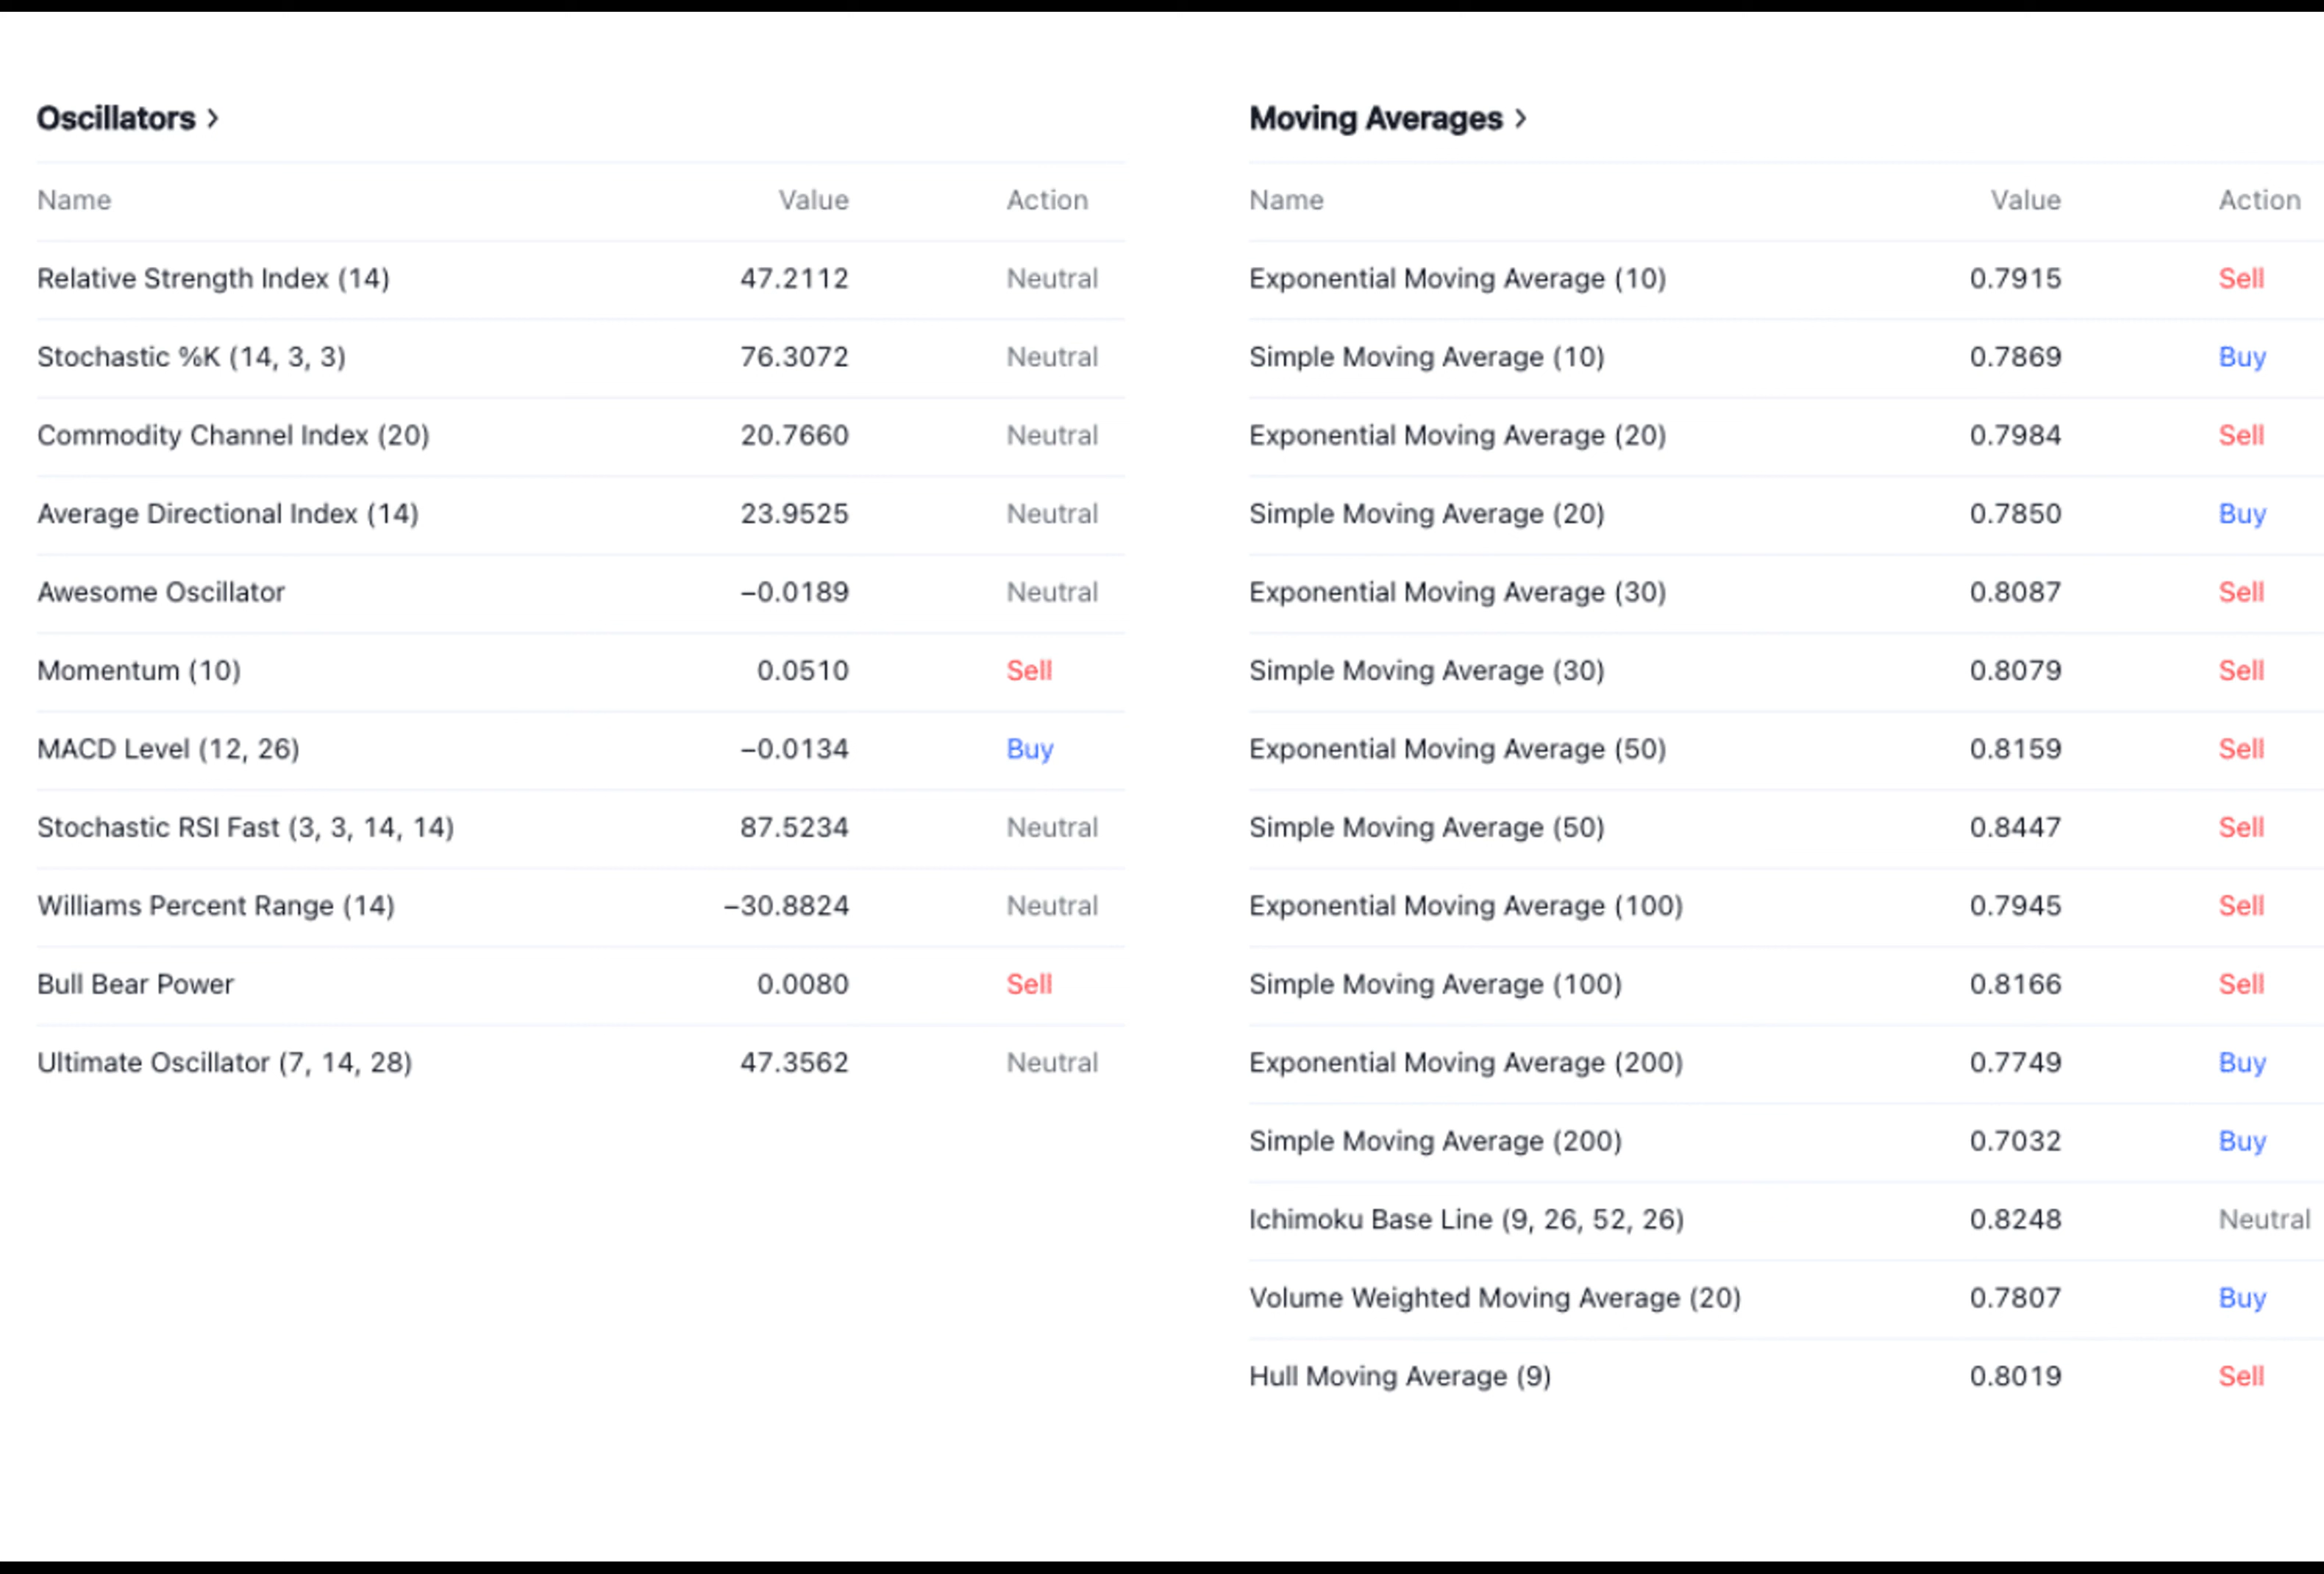 Oscillators >
Name Value Action
Relative Strength Index (14) 47.2112 Neutral
Stochastic %K (14, 3, 3) 76.3072 Neutral
Commodity Channel Index (20) 20.7660 Neutral
Average Directional Index (14) 23.9525 Neutral
Awesome Oscillator −0.0189 Neutral
Momentum (10) 0.0510 Sell
MACD Level (12, 26) −0.0134 Buy
Stochastic RSI Fast (3, 3, 14, 14) 87.5234 Neutral
Williams Percent Range (14) −30.8824 Neutral
Bull Bear Power 0.0080 Sell
Ultimate Oscillator (7, 14, 28) 47.3562 Neutral
Moving Averages >
Name Value Action
Exponential Moving Average (10) 0.7915 Sell
Simple Moving Average (10) 0.7869 Buy
Exponential Moving Average (20) 0.7984 Sell
Simple Moving Average (20) 0.7850 Buy
Exponential Moving Average (30) 0.8087 Sell
Simple Moving Average (30) 0.8079 Sell
Exponential Moving Average (50) 0.8159 Sell
Simple Moving Average (50) 0.8447 Sell
Exponential Moving Average (100) 0.7945 Sell
Simple Moving Average (100) 0.8166 Sell
Exponential Moving Average (200) 0.7749 Buy
Simple Moving Average (200) 0.7032 Buy
Ichimoku Base Line (9, 26, 52, 26) 0.8248 Neutral
Volume Weighted Moving Average (20) 0.7807 Buy
Hull Moving Average (9) 0.8019 Sell